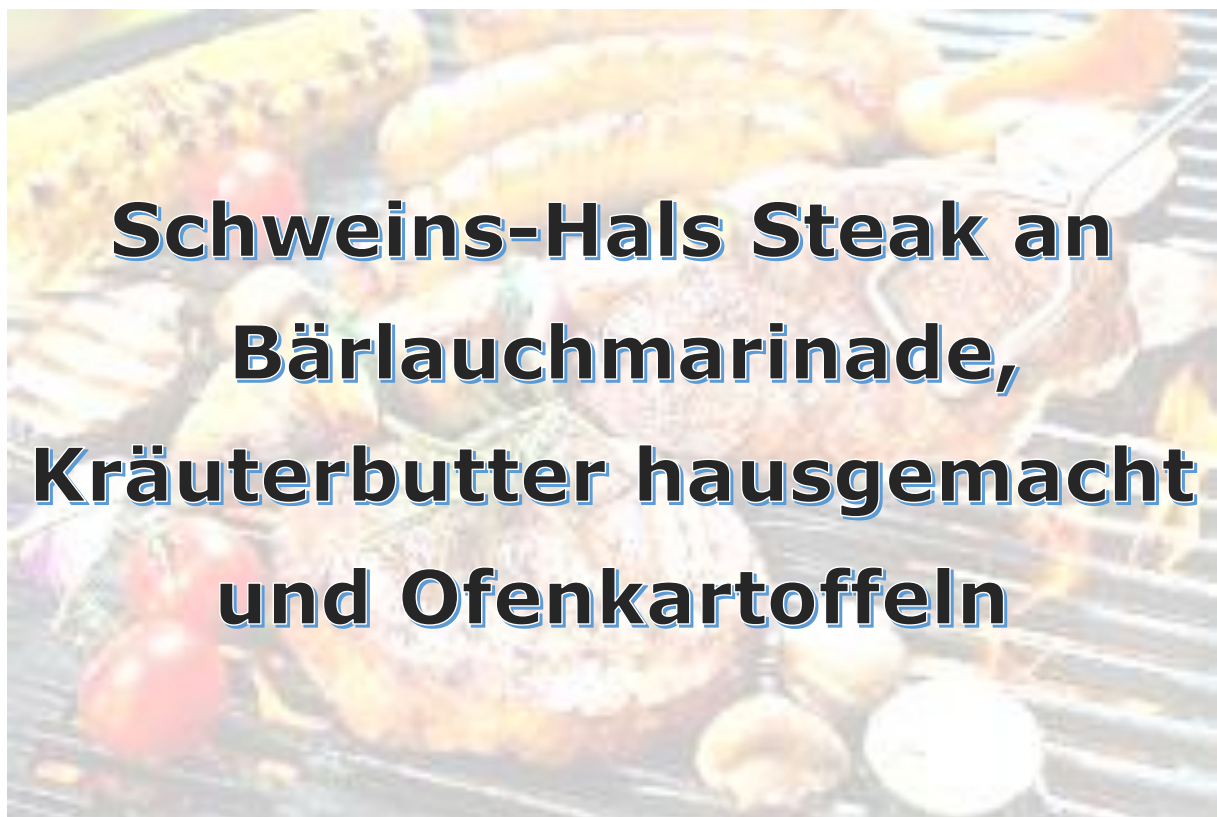 Schweins-Hals Steak an
Bärlauchmarinade,
Kräuterbutter hausgemacht
und Ofenkartoffeln